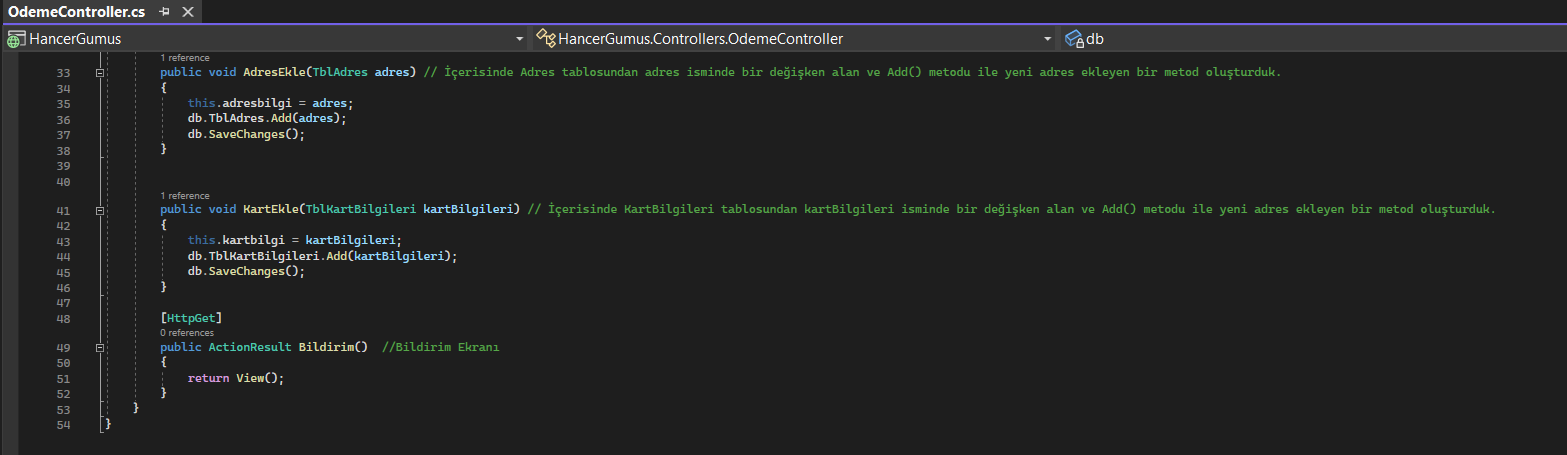 OdemeController.cs
HancerGumus HancerGumus.Controllers.OdemeController db
1 reference
33 public void AdresEkle(TblAdres adres) // İçerisinde Adres tablosundan adres isminde bir değişken alan ve Add() metodu ile yeni adres ekleyen bir metod oluşturduk.
34 {
35 this.adresbilgi = adres;
36 db.TblAdres.Add(adres);
37 db.SaveChanges();
38 }
39
40
1 reference
41 public void KartEkle(TblKartBilgileri kartBilgileri) // İçerisinde KartBilgileri tablosundan kartBilgileri isminde bir değişken alan ve Add() metodu ile yeni adres ekleyen bir metod oluşturduk.
42 {
43 this.kartbilgi = kartBilgileri;
44 db.TblKartBilgileri.Add(kartBilgileri);
45 db.SaveChanges();
46 }
47
48 [HttpGet]
0 references
49 public ActionResult Bildirim() //Bildirim Ekranı
50 {
51 return View();
52 }
53 }
54 }